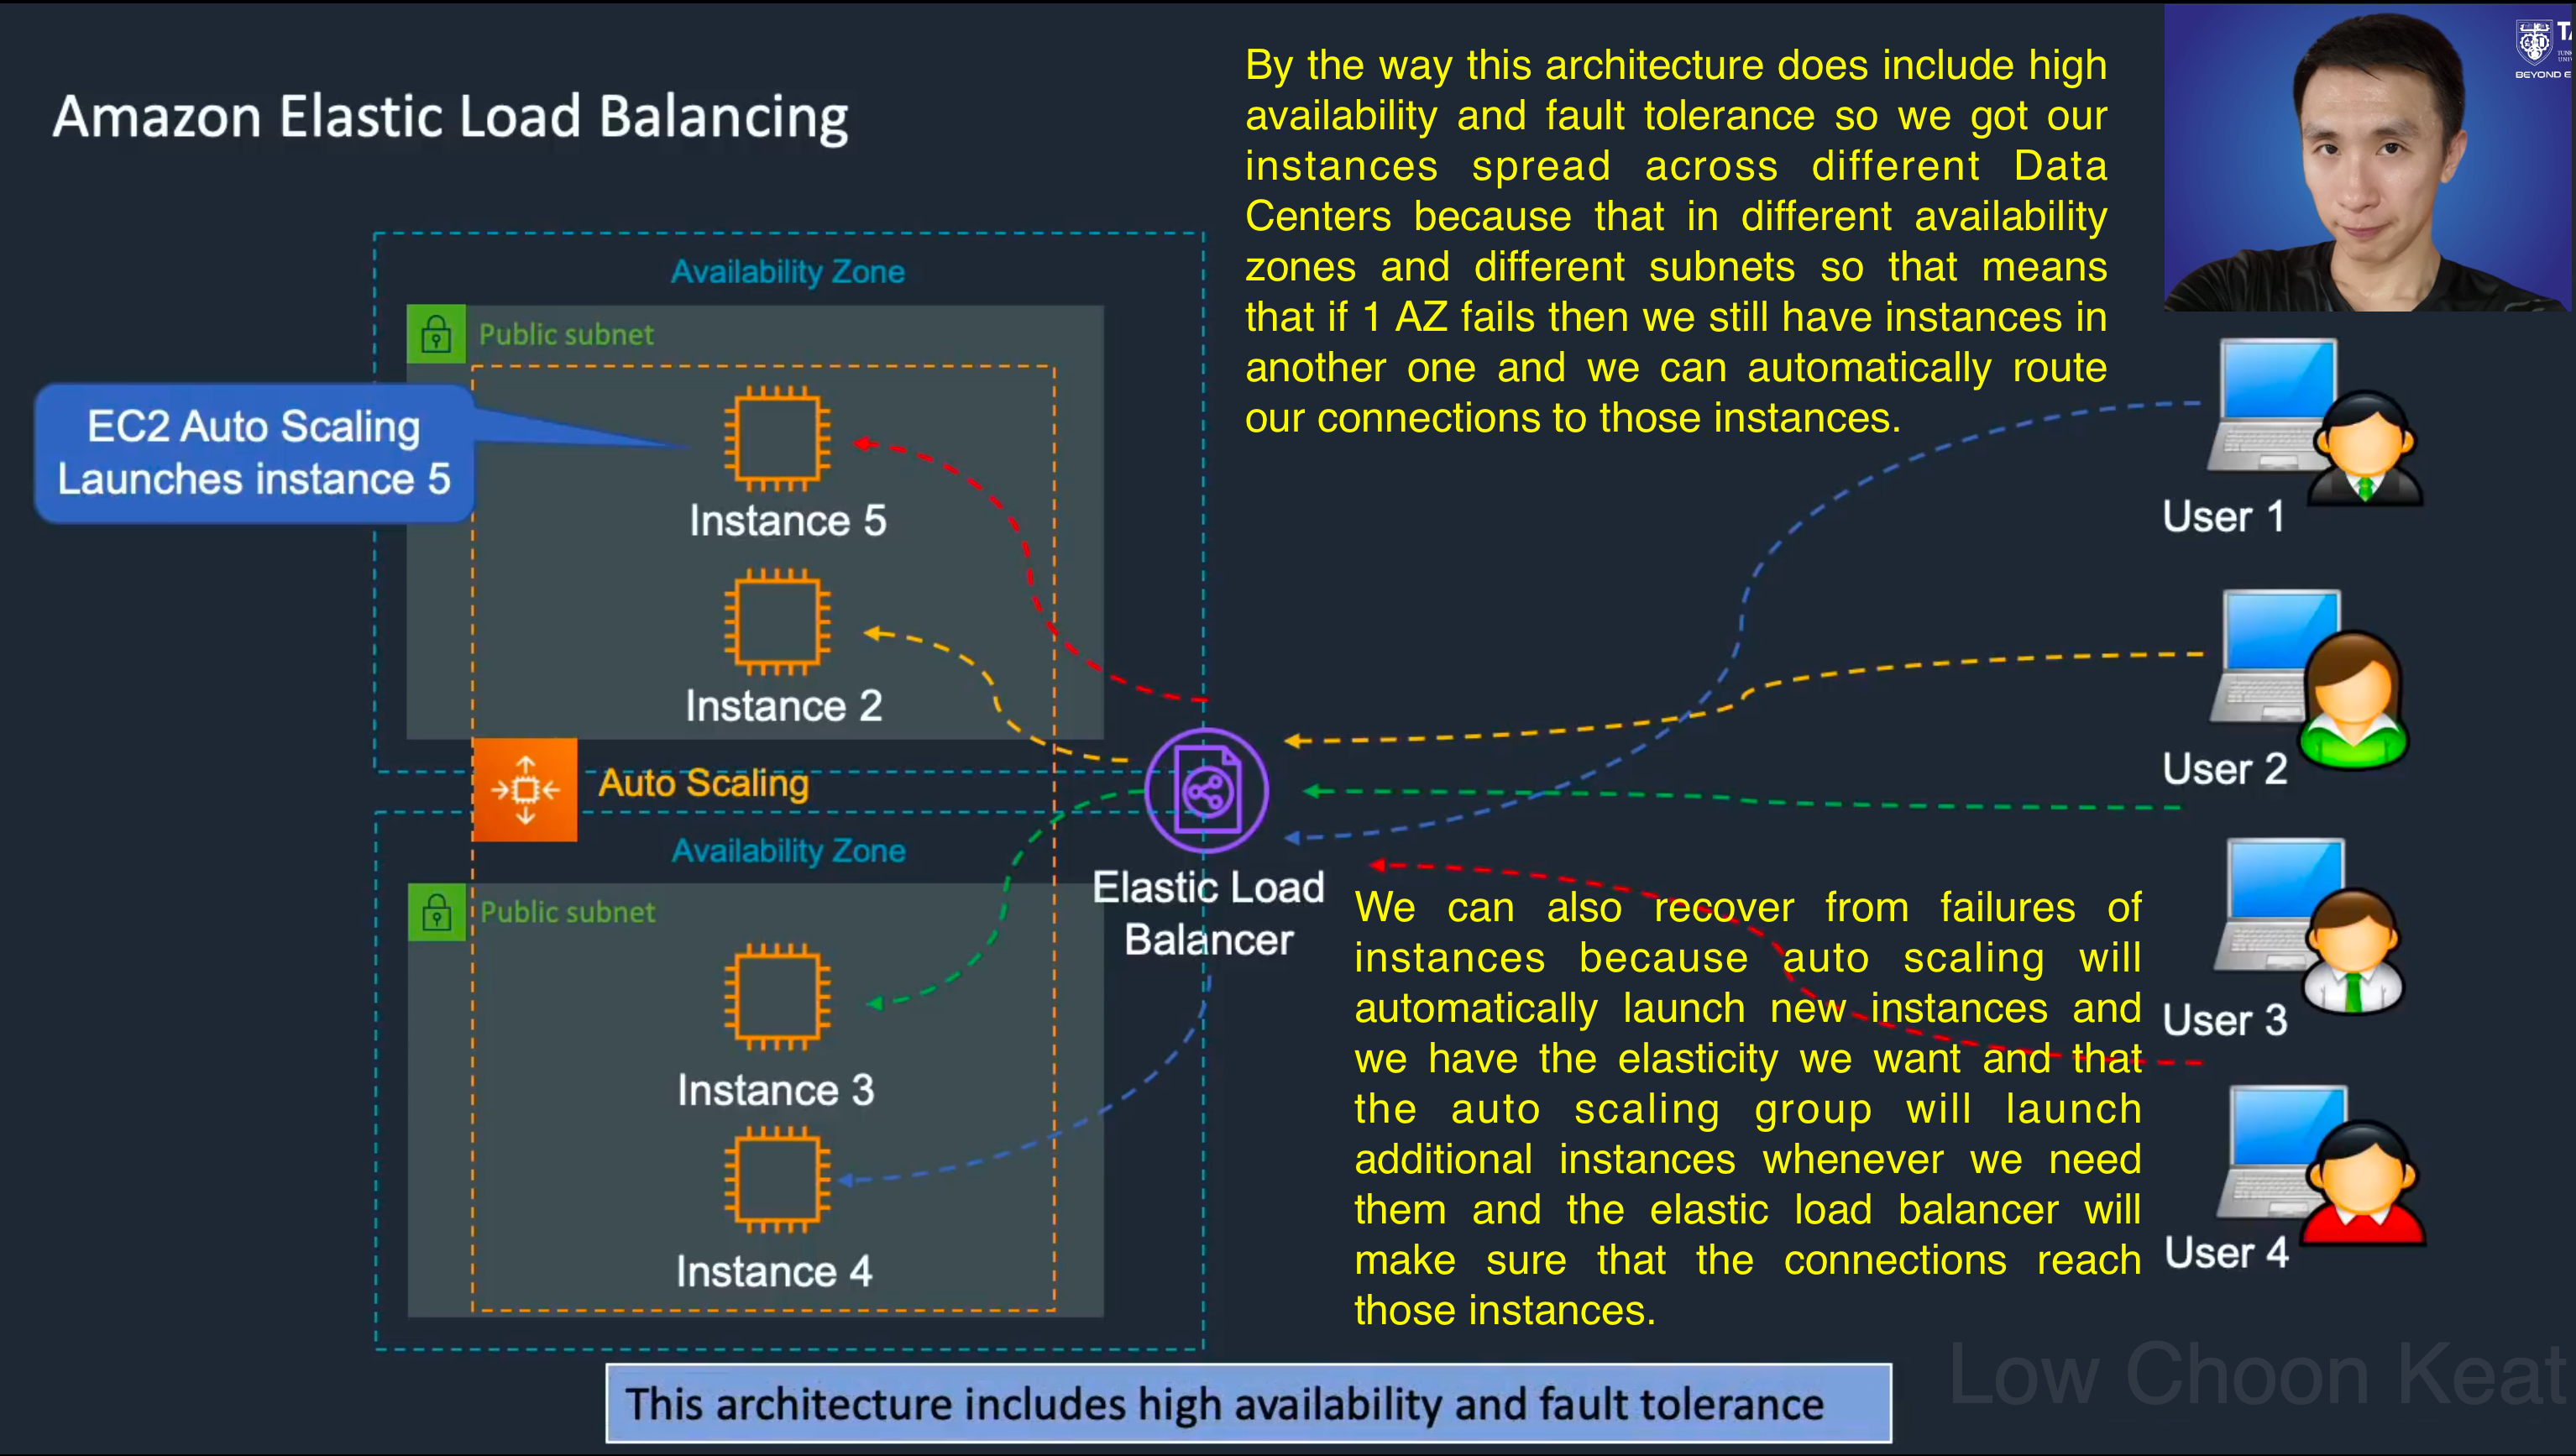 Amazon Elastic Load Balancing
By the way this architecture does include high
availability and fault tolerance so we got our
instances spread across different Data
Centers because that in different availability
zones and different subnets so that means
that if 1 AZ fails then we still have instances in
another one and we can automatically route
our connections to those instances.
BEYOND E
Availability Zone
Public subnet
EC2 Auto Scaling
Launches instance 5
Instance 5
Instance 2
Auto Scaling
Availability Zone
Public subnet
Instance 3
Instance 4
Elastic Load
Balancer
User 1
User 2
User 3
User 4
We can also recover from failures of
instances because auto scaling will
automatically launch new instances and
we have the elasticity we want and that
the auto scaling group will launch
additional instances whenever we need
them and the elastic load balancer will
make sure that the connections reach
those instances.
This architecture includes high availability and fault tolerance
Low Choon Keat